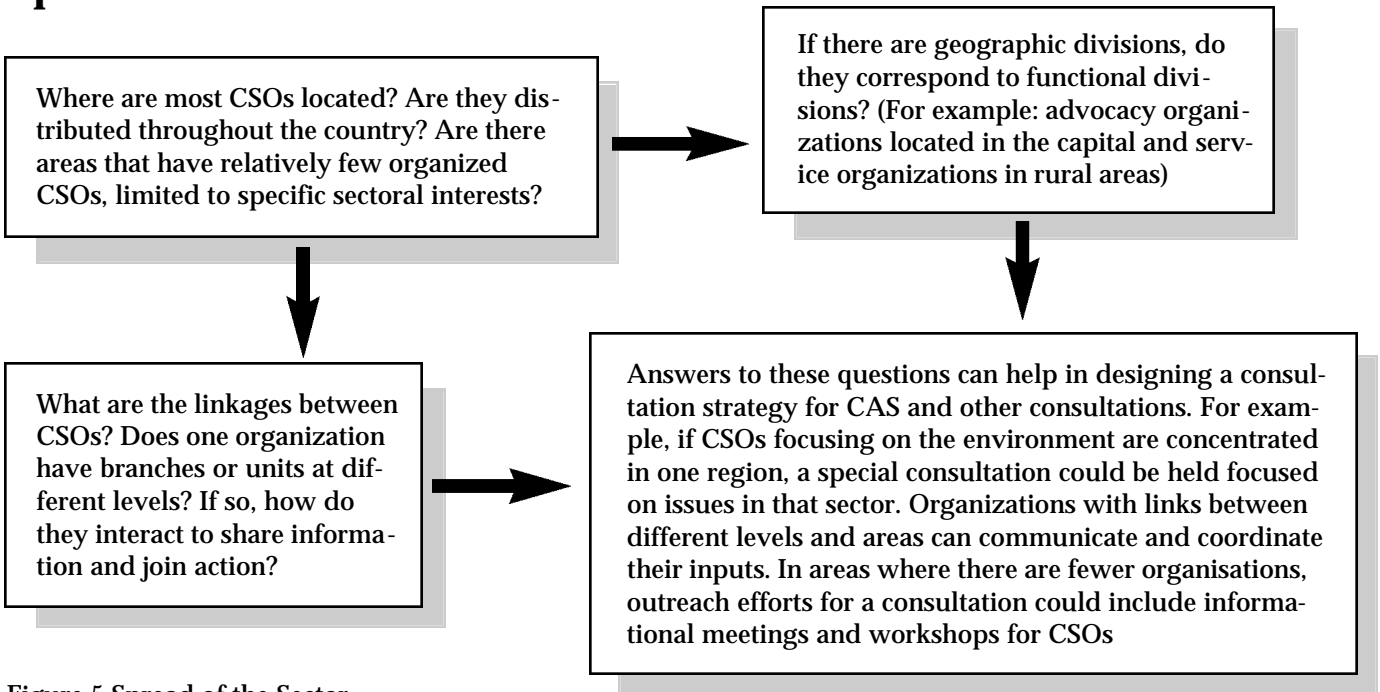 Where are most CSOs located? Are they dis-
tributed throughout the country? Are there
areas that have relatively few organized
CSOs, limited to specific sectoral interests?
If there are geographic divisions, do
they correspond to functional divi-
sions? (For example: advocacy organi-
zations located in the capital and serv-
ice organizations in rural areas)
What are the linkages between
CSOs? Does one organization
have branches or units at dif-
ferent levels? If so, how do
they interact to share informa-
tion and join action?
Answers to these questions can help in designing a consul-
tation strategy for CAS and other consultations. For exam-
ple, if CSOs focusing on the environment are concentrated
in one region, a special consultation could be held focused
on issues in that sector. Organizations with links between
different levels and areas can communicate and coordinate
their inputs. In areas where there are fewer organisations,
outreach efforts for a consultation could include informa-
tional meetings and workshops for CSOs
Figure 5 Spread of the Sector